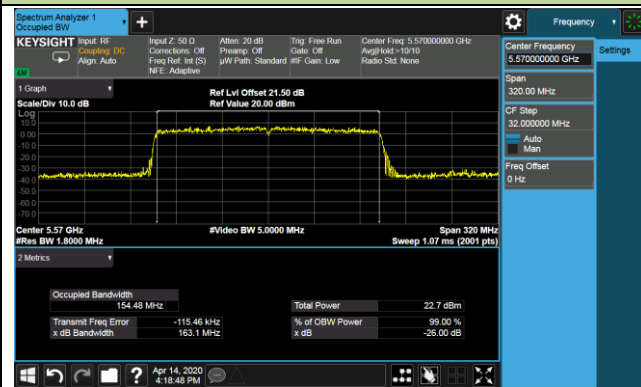 Spectrum Analyzer 1
Occupied BW
Frequency
KEYSIGHT
Input: RF
Coupling: DC
Align: Auto
Input Z: 50 Ω
Corrections: Off
Freq Ref: Int (S)
NFE: Adaptive
Atten: 20 dB
Preamp: Off
µW Path: Standard
Trig: Free Run
Gate: Off
#IF Gain: Low
Center Freq: 5.570000000 GHz
Avg|Hold:>10/10
Radio Std: None
Center Frequency
5.570000000 GHz
Settings
Span
320.00 MHz
CF Step
32.000000 MHz
Auto
Man
Freq Offset
0 Hz
1 Graph
Scale/Div 10.0 dB
Ref Lvl Offset 21.50 dB
Ref Value 20.00 dBm
Log
10.0
0.00
-10.0
-20.0
-30.0
-40.0
-50.0
-60.0
-70.0
Center 5.57 GHz
#Res BW 1.8000 MHz
#Video BW 5.0000 MHz
Span 320 MHz
Sweep 1.07 ms (2001 pts)
2 Metrics
Occupied Bandwidth
154.48 MHz
Total Power 22.7 dBm
Transmit Freq Error -115.46 kHz
% of OBW Power 99.00 %
x dB Bandwidth 163.1 MHz
x dB -26.00 dB
?
Apr 14, 2020
4:18:48 PM